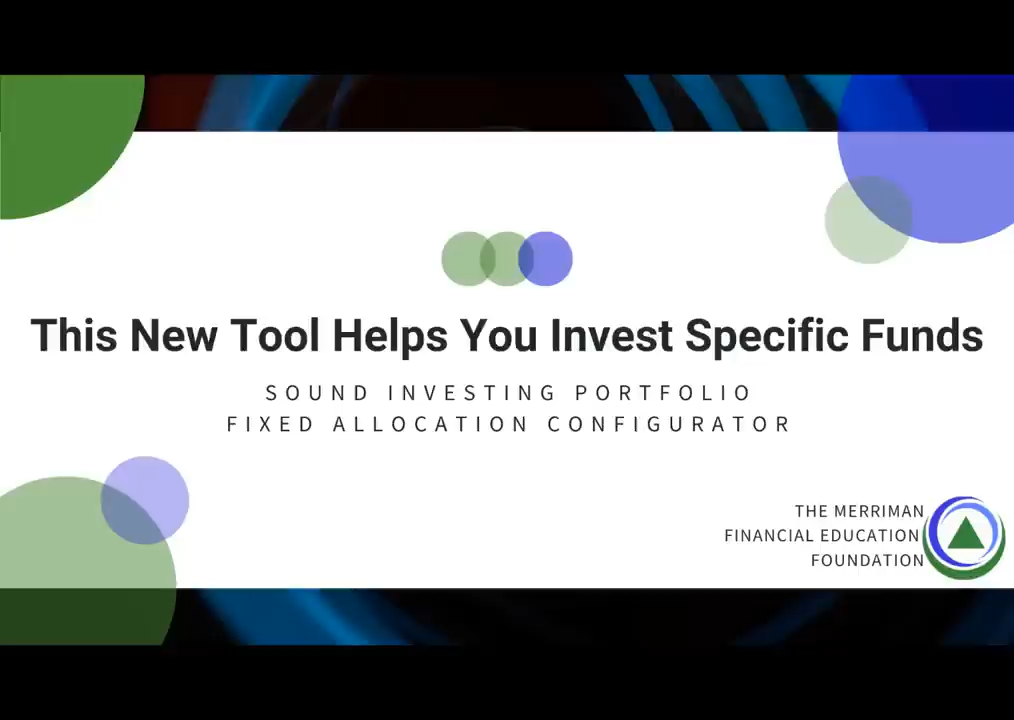 This New Tool Helps You Invest Specific Funds
SOUND INVESTING PORTFOLIO
FIXED ALLOCATION CONFIGURATOR
THE MERRIMAN
FINANCIAL EDUCATION
FOUNDATION